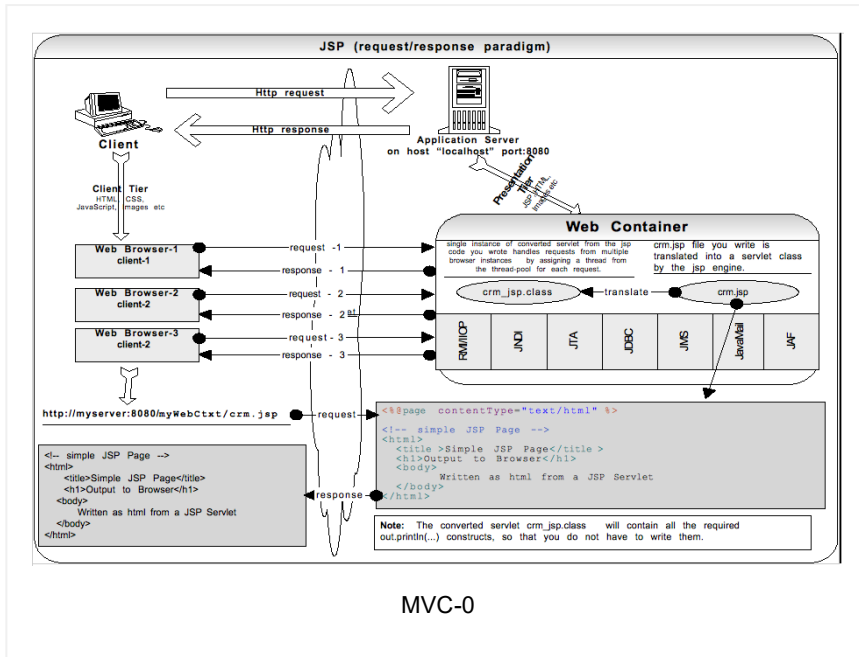 JSP (request/response paradigm)
Http request
Http response
Client
Application Server
on host "localhost" port:8080
Client Tier
HTML, CSS,
JavaScript, Images etc
Presentation
Tier
JSP, HTML,
Images etc
Web Container
single instance of converted servlet from the jsp
code you wrote handles requests from multiple
browser instances by assigning a thread from
the thread-pool for each request.
crm.jsp file you write is
translated into a servlet class
by the jsp engine.
crm_jsp.class
translate
crm.jsp
RMI/IIOP
JNDI
JTA
JDBC
JMS
JavaMail
JAF
Web Browser-1
client-1
request -1
response - 1
Web Browser-2
client-2
request - 2
response - 2
Web Browser-3
client-2
request - 3
response - 3
http://myserver:8080/myWebCtxt/crm.jsp
request
<%@page contentType="text/html" %>
<!-- simple JSP Page -->
<html>
<title >Simple JSP Page</title >
<h1>Output to Browser</h1>
<body>
Written as html from a JSP Servlet
</body>
</html>
response
<!-- simple JSP Page -->
<html>
<title>Simple JSP Page</title>
<h1>Output to Browser</h1>
<body>
Written as html from a JSP Servlet
</body>
</html>
Note: The converted servlet crm_jsp.class will contain all the required
out.println(...) constructs, so that you do not have to write them.
MVC-0